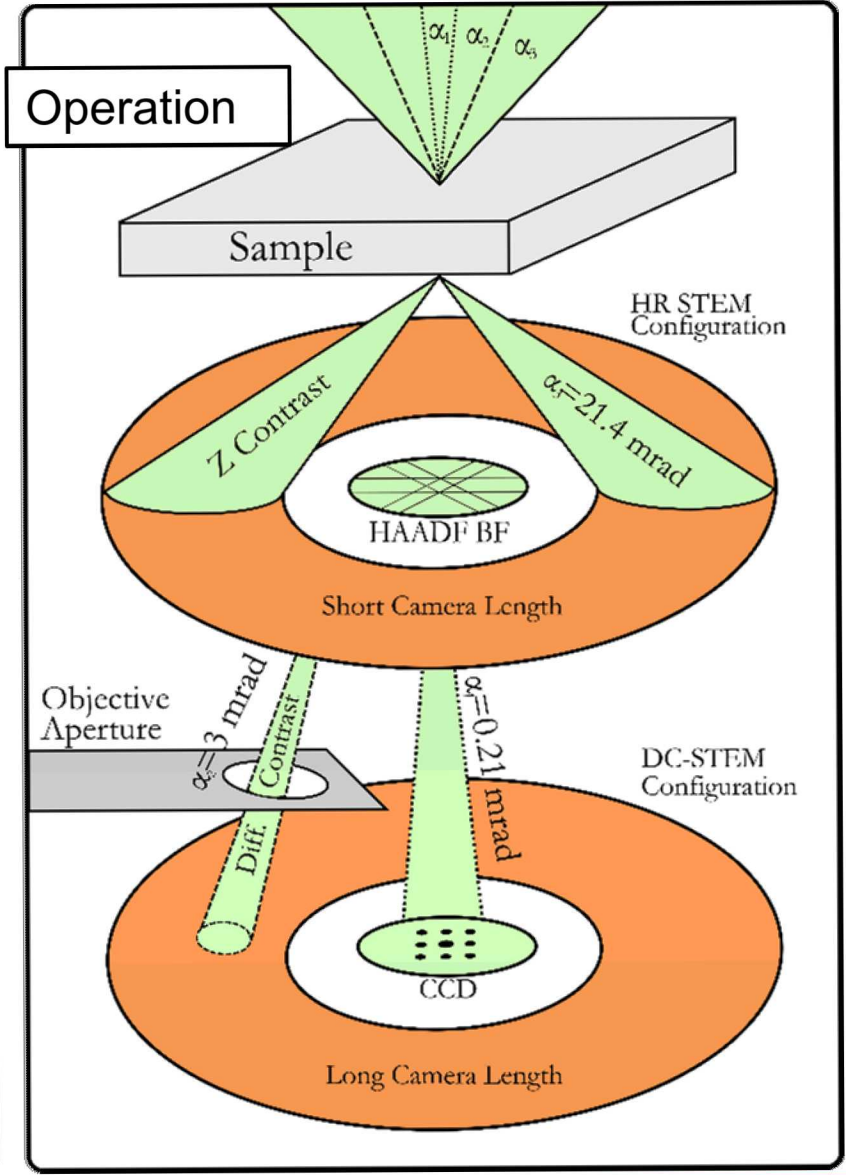 α₁ α₂ α₃
Operation
Sample
HR STEM
Configuration
Z Contrast
α₃=21.4 mrad
HAADF BF
Short Camera Length
Objective
Aperture
α₂=3 mrad
Diff. Contrast
α₁=0.21 mrad
DC-STEM
Configuration
CCD
Long Camera Length